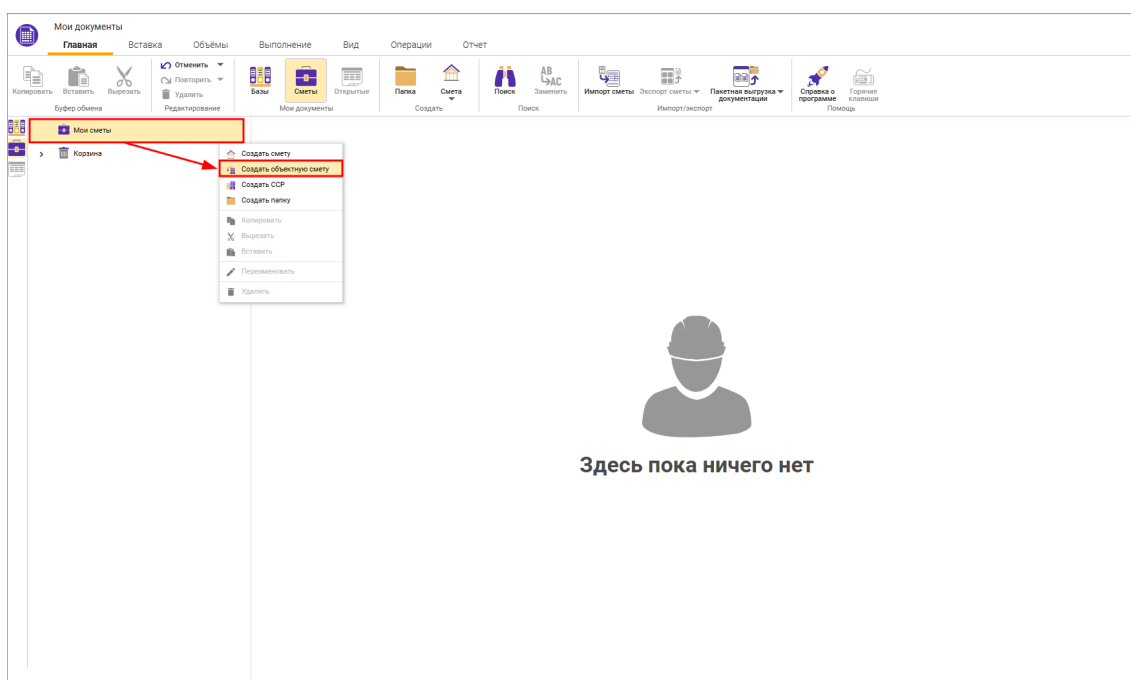 Мои документы
Главная Вставка Объёмы Выполнение Вид Операции Отчет
Копировать Вставить Вырезать
Буфер обмена
Отменить
Повторить
Удалить
Редактирование
Базы Сметы Открытые
Мои документы
Папка Смета
Создать
Поиск AB AC Заменить
Поиск
Импорт сметы Экспорт сметы Пакетная выгрузка документации
Импорт/экспорт
Справка о программе Горячие клавиши
Помощь
Мои сметы
Корзина
Создать смету
Создать объектную смету
Создать ССР
Создать папку
Копировать
Вырезать
Вставить
Переименовать
Удалить
Здесь пока ничего нет